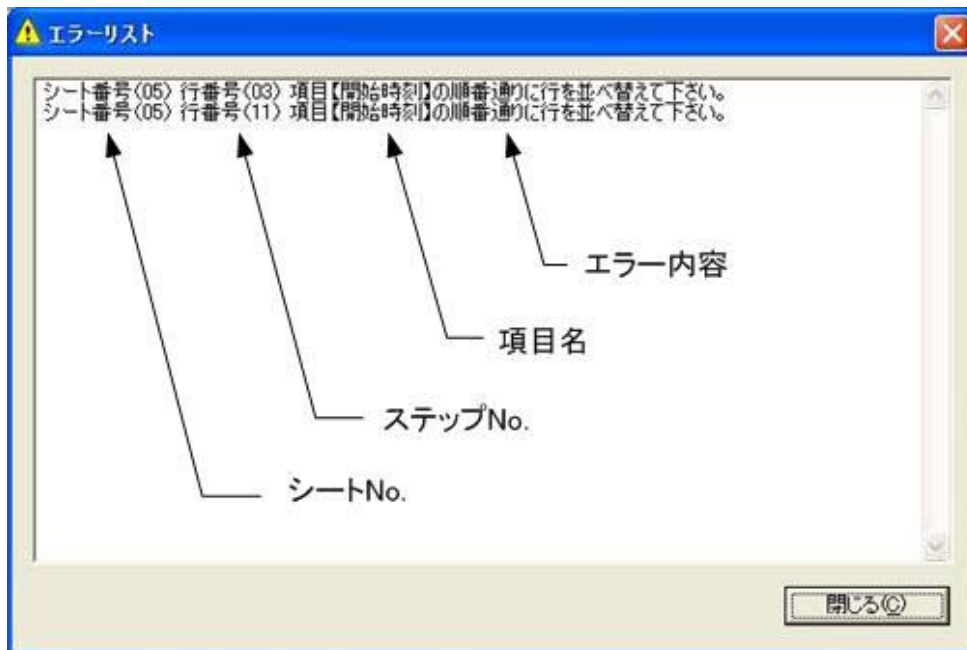 エラーリスト
シート番号(05) 行番号(03) 項目【開始時刻】の順番通りに行を並べ替えて下さい。
シート番号(05) 行番号(11) 項目【開始時刻】の順番通りに行を並べ替えて下さい。
エラー内容
項目名
ステップNo.
シートNo.
閉じる(C)